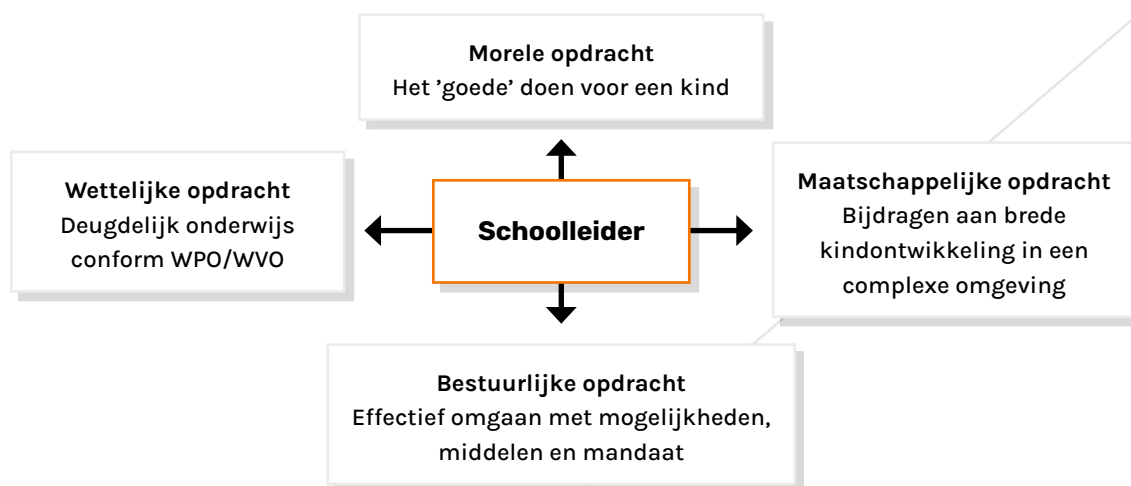 Morele opdracht
Het ’goede’ doen voor een kind
Wettelijke opdracht
Deugdelijk onderwijs
conform WPO/WVO
Schoolleider
Maatschappelijke opdracht
Bijdragen aan brede
kindontwikkeling in een
complexe omgeving
Bestuurlijke opdracht
Effectief omgaan met mogelijkheden,
middelen en mandaat